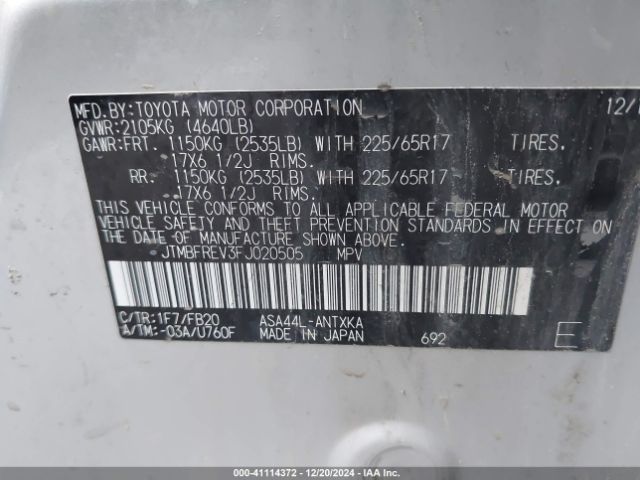 MFD.BY:TOYOTA MOTOR CORPORATION 12/
GVWR:2105KG (4640LB)
GAWR:FRT. 1150KG (2535LB) WITH 225/65R17 TIRES.
17X6 1/2J RIMS.
RR. 1150KG (2535LB) WITH 225/65R17 TIRES,
17X6 1/2J RIMS.
THIS VEHICLE CONFORMS TO ALL APPLICABLE FEDERAL MOTOR
VEHICLE SAFETY AND THEFT PREVENTION STANDARDS IN EFFECT ON
THE DATE OF MANUFACTURE SHOWN ABOVE.
JTMBFREV3FJ020505 MPV
C/TR:1F7/FB20 ASA44L-ANTXKA
A/TM:-03A/U760F MADE IN JAPAN 692 E
000-41114372 • 12/20/2024 • IAAI.COM